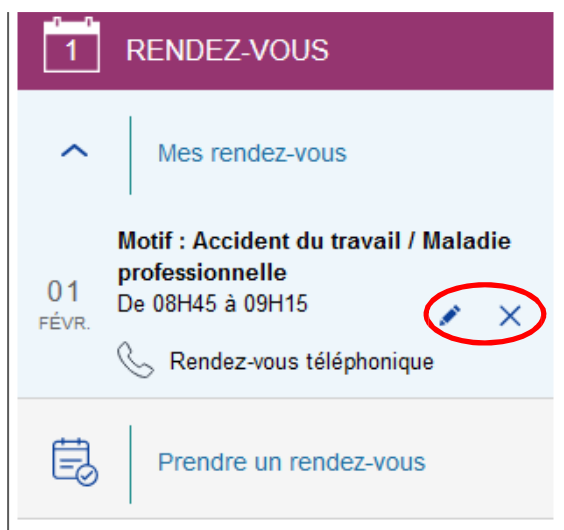 1 RENDEZ-VOUS
Mes rendez-vous
Motif : Accident du travail / Maladie
professionnelle
01
FÉVR.
De 08H45 à 09H15
Rendez-vous téléphonique
Prendre un rendez-vous